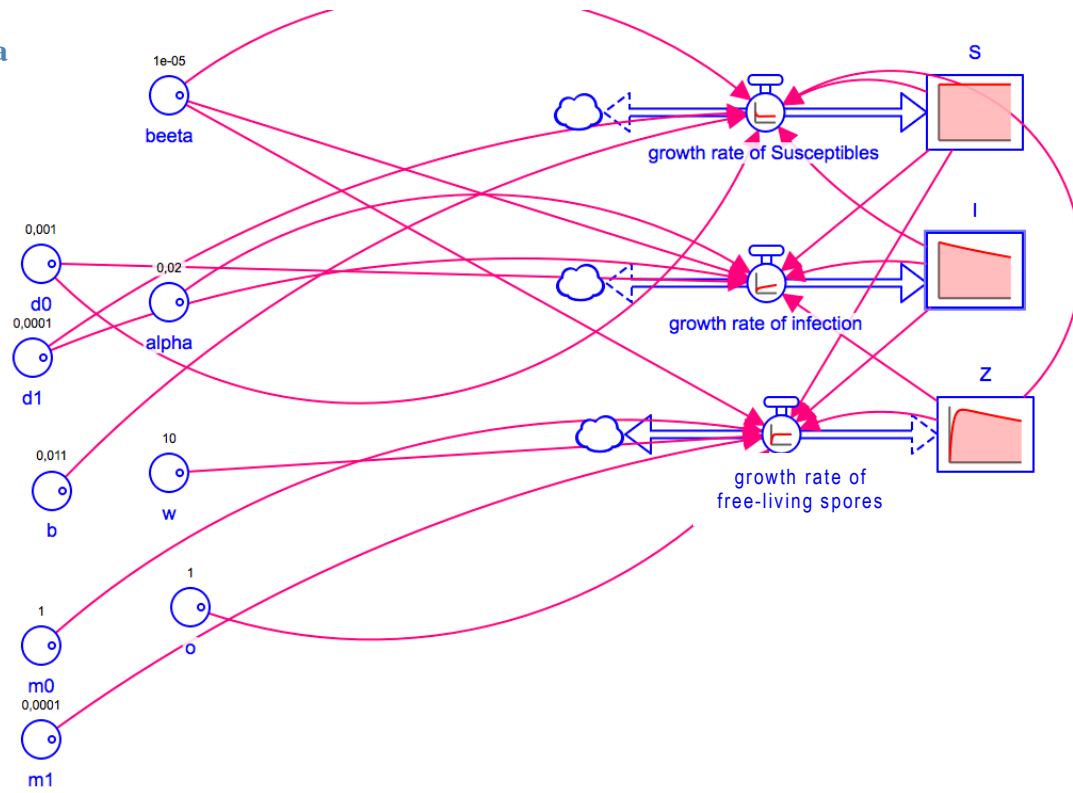 a
S
1e-05
beeta
growth rate of Susceptibles
0,001
d0
0,02
alpha
I
growth rate of infection
0,0001
d1
Z
10
w
0,011
b
growth rate of
free-living spores
1
o
1
m0
0,0001
m1